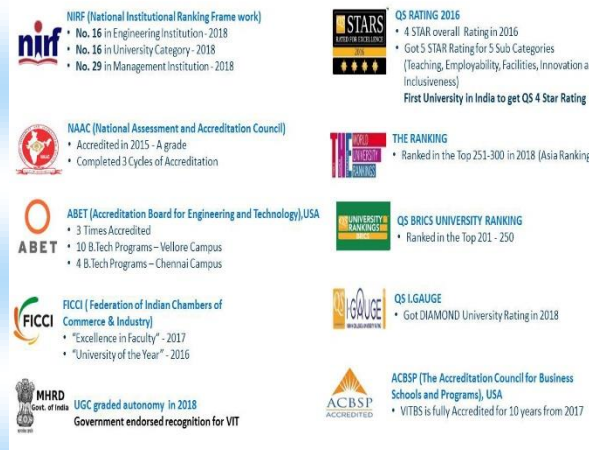 nirf
NIRF (National Institutional Ranking Frame work)
• No. 16 in Engineering Institution - 2018
• No. 16 in University Category - 2018
• No. 29 in Management Institution - 2018
NAAC (National Assessment and Accreditation Council)
• Accredited in 2015 - A grade
• Completed 3 Cycles of Accreditation
ABET
ABET (Accreditation Board for Engineering and Technology),USA
• 3 Times Accredited
• 10 B.Tech Programs – Vellore Campus
• 4 B.Tech Programs – Chennai Campus
FICCI
FICCI ( Federation of Indian Chambers of
Commerce & Industry)
• "Excellence in Faculty" - 2017
• "University of the Year" - 2016
MHRD
Govt. of India
UGC graded autonomy in 2018
Government endorsed recognition for VIT
QS STARS
RATED FOR EXCELLENCE
2016
QS RATING 2016
• 4 STAR overall Rating in 2016
• Got 5 STAR Rating for 5 Sub Categories
(Teaching, Employability, Facilities, Innovation a
Inclusiveness)
First University in India to get QS 4 Star Rating
THE WORLD
UNIVERSITY
RANKINGS
THE RANKING
• Ranked in the Top 251-300 in 2018 (Asia Ranking
QS UNIVERSITY
RANKINGS
BRICS
QS BRICS UNIVERSITY RANKING
• Ranked in the Top 201 - 250
QS I·GAUGE
QS I.GAUGE
• Got DIAMOND University Rating in 2018
ACBSP
ACCREDITED
ACBSP (The Accreditation Council for Business
Schools and Programs), USA
• VITBS is fully Accredited for 10 years from 2017